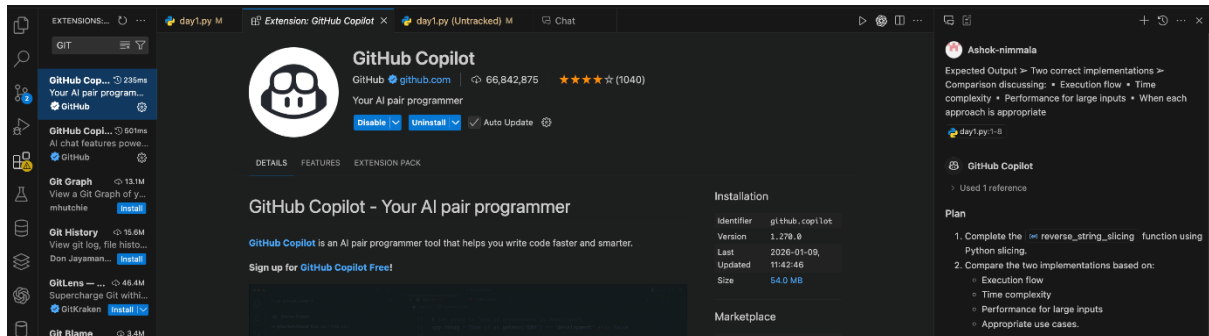 EXTENSIONS:...
GIT
GitHub Cop... 235ms
Your AI pair program...
GitHub
GitHub Copi... 501ms
AI chat features powe...
GitHub
Git Graph 13.1M
View a Git Graph of y...
mhutchie Install
Git History 15.6M
View git log, file histo...
Don Jayaman... Install
GitLens — ... 46.4M
Supercharge Git withi...
GitKraken Install
Git Blame 3.4M
2
day1.py M
Extension: GitHub Copilot
day1.py (Untracked) M
Chat
GitHub Copilot
GitHub github.com 66,842,875 (1040)
Your AI pair programmer
Disable Uninstall Auto Update
DETAILS FEATURES EXTENSION PACK
GitHub Copilot - Your AI pair programmer
GitHub Copilot is an AI pair programmer tool that helps you write code faster and smarter.
Sign up for GitHub Copilot Free!
Installation
Identifier github.copilot
Version 1.270.0
Last 2026-01-09,
Updated 11:42:46
Size 54.0 MB
Marketplace
Ashok-nimmala
Expected Output ➢ Two correct implementations ➢
Comparison discussing: • Execution flow • Time
complexity • Performance for large inputs • When each
approach is appropriate
day1.py:1-8
GitHub Copilot
Used 1 reference
Plan
1. Complete the reverse_string_slicing function using
Python slicing.
2. Compare the two implementations based on:
Execution flow
Time complexity
Performance for large inputs
Appropriate use cases.